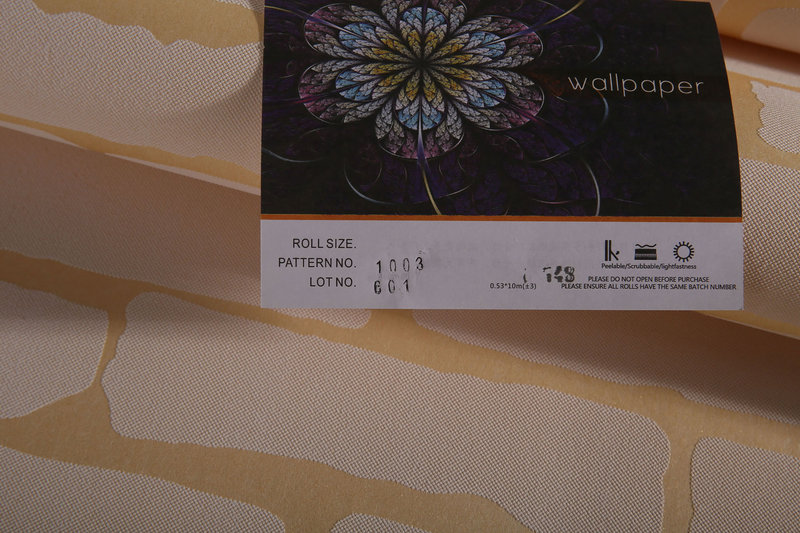 wallpaper
ROLL SIZE.
PATTERN NO. 1003
LOT NO. 601
748
Peelable/Scrubbable/lightfastness
0.53*10m(±3)
PLEASE DO NOT OPEN BEFORE PURCHASE
PLEASE ENSURE ALL ROLLS HAVE THE SAME BATCH NUMBER